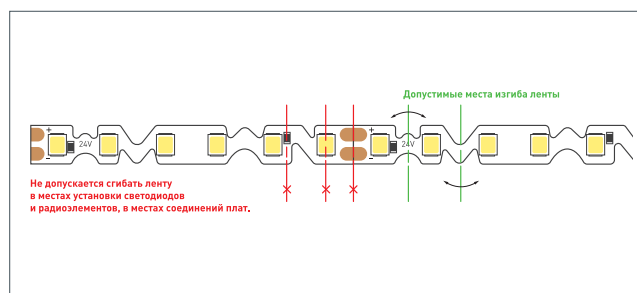 Допустимые места изгиба ленты
+
24V
-
+
24V
-
Не допускается сгибать ленту
в местах установки светодиодов
и радиоэлементов, в местах соединений плат.